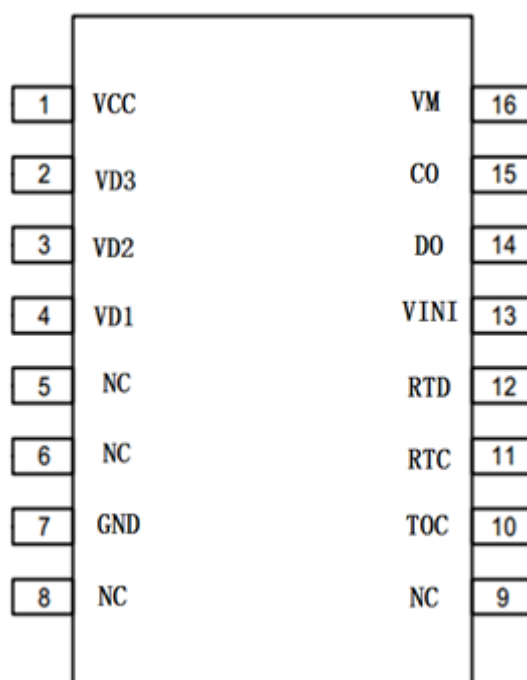 1 VCC VM 16
2 VD3 CO 15
3 VD2 DO 14
4 VD1 VINI 13
5 NC RTD 12
6 NC RTC 11
7 GND TOC 10
8 NC NC 9